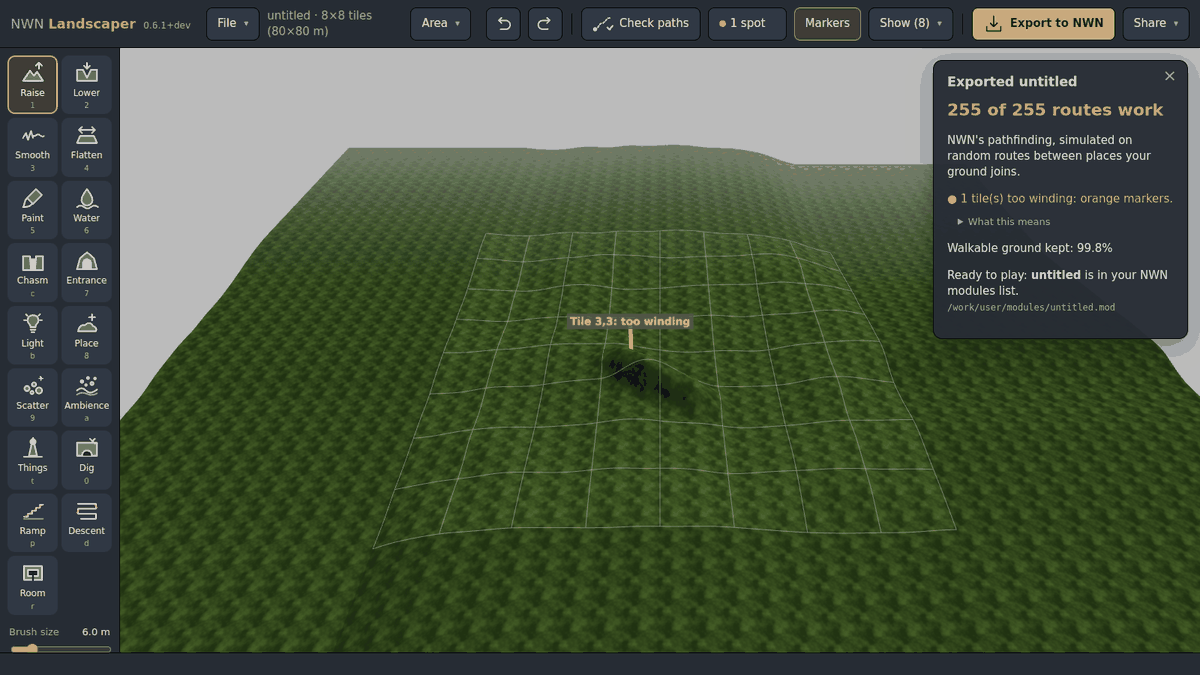 NWN Landscaper 0.6.1+dev
File
untitled · 8×8 tiles
(80×80 m)
Area
Check paths
1 spot
Markers
Show (8)
Export to NWN
Share
Raise
1
Lower
2
Smooth
3
Flatten
4
Paint
5
Water
6
Chasm
c
Entrance
7
Light
b
Place
8
Scatter
9
Ambience
a
Things
t
Dig
0
Ramp
p
Descent
d
Room
r
Brush size 6.0 m
Tile 3,3: too winding
Exported untitled
255 of 255 routes work
NWN's pathfinding, simulated on
random routes between places your
ground joins.
1 tile(s) too winding: orange markers.
What this means
Walkable ground kept: 99.8%
Ready to play: untitled is in your NWN
modules list.
/work/user/modules/untitled.mod